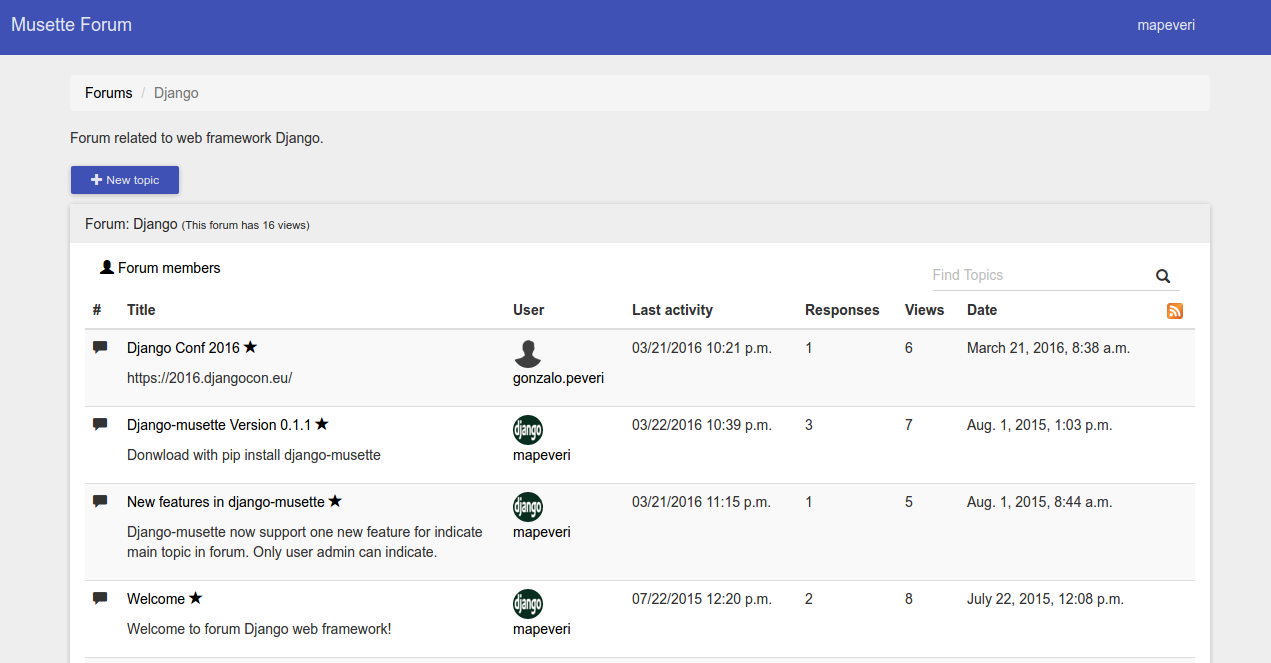 Musette Forum
mapeveri
Forums / Django
Forum related to web framework Django.
New topic
Forum: Django (This forum has 16 views)
Forum members
Find Topics
# Title User Last activity Responses Views Date
Django Conf 2016 03/21/2016 10:21 p.m. 1 6 March 21, 2016, 8:38 a.m.
https://2016.djangocon.eu/ gonzalo.peveri
Django-musette Version 0.1.1 django 03/22/2016 10:39 p.m. 3 7 Aug. 1, 2015, 1:03 p.m.
Donwload with pip install django-musette mapeveri
New features in django-musette django 03/21/2016 11:15 p.m. 1 5 Aug. 1, 2015, 8:44 a.m.
Django-musette now support one new feature for indicate mapeveri
main topic in forum. Only user admin can indicate.
Welcome django 07/22/2015 12:20 p.m. 2 8 July 22, 2015, 12:08 p.m.
Welcome to forum Django web framework! mapeveri